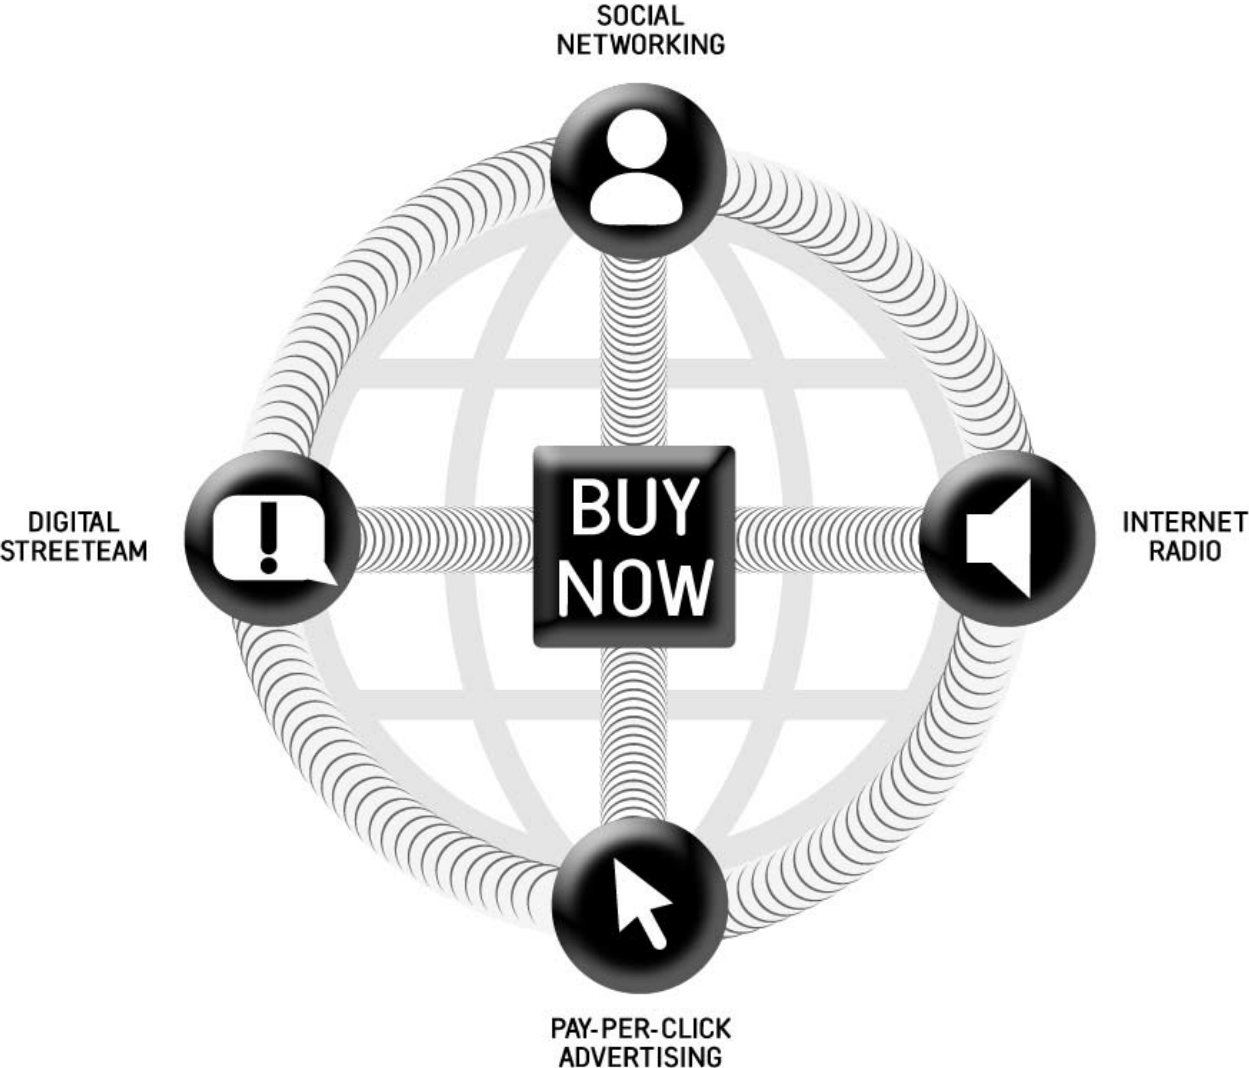 SOCIAL
NETWORKING
BUY
NOW
DIGITAL
STREETEAM
INTERNET
RADIO
!
PAY-PER-CLICK
ADVERTISING